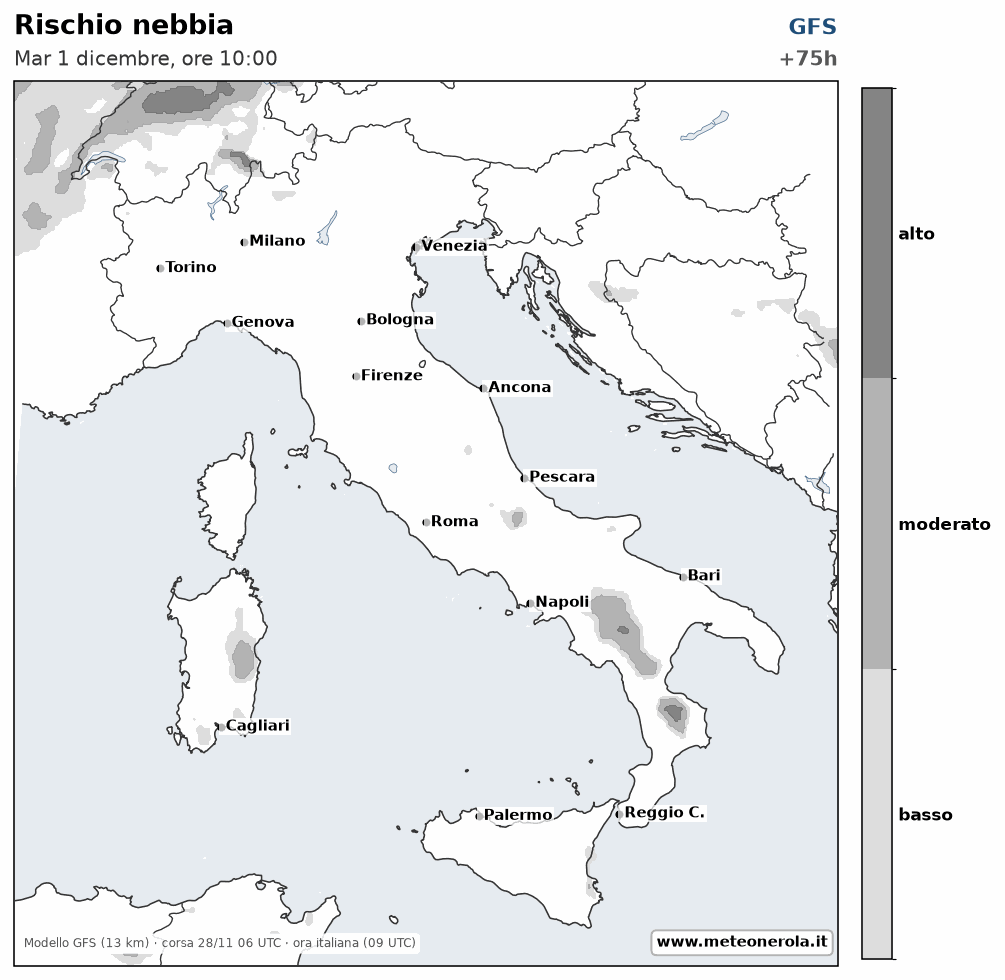 Rischio nebbia
GFS
Mar 1 dicembre, ore 10:00
+75h
Milano
Venezia
Torino
Genova
Bologna
Firenze
Ancona
Pescara
Roma
Bari
Napoli
Cagliari
Palermo
Reggio C.
alto
moderato
basso
Modello GFS (13 km) · corsa 28/11 06 UTC · ora italiana (09 UTC)
www.meteonerola.it